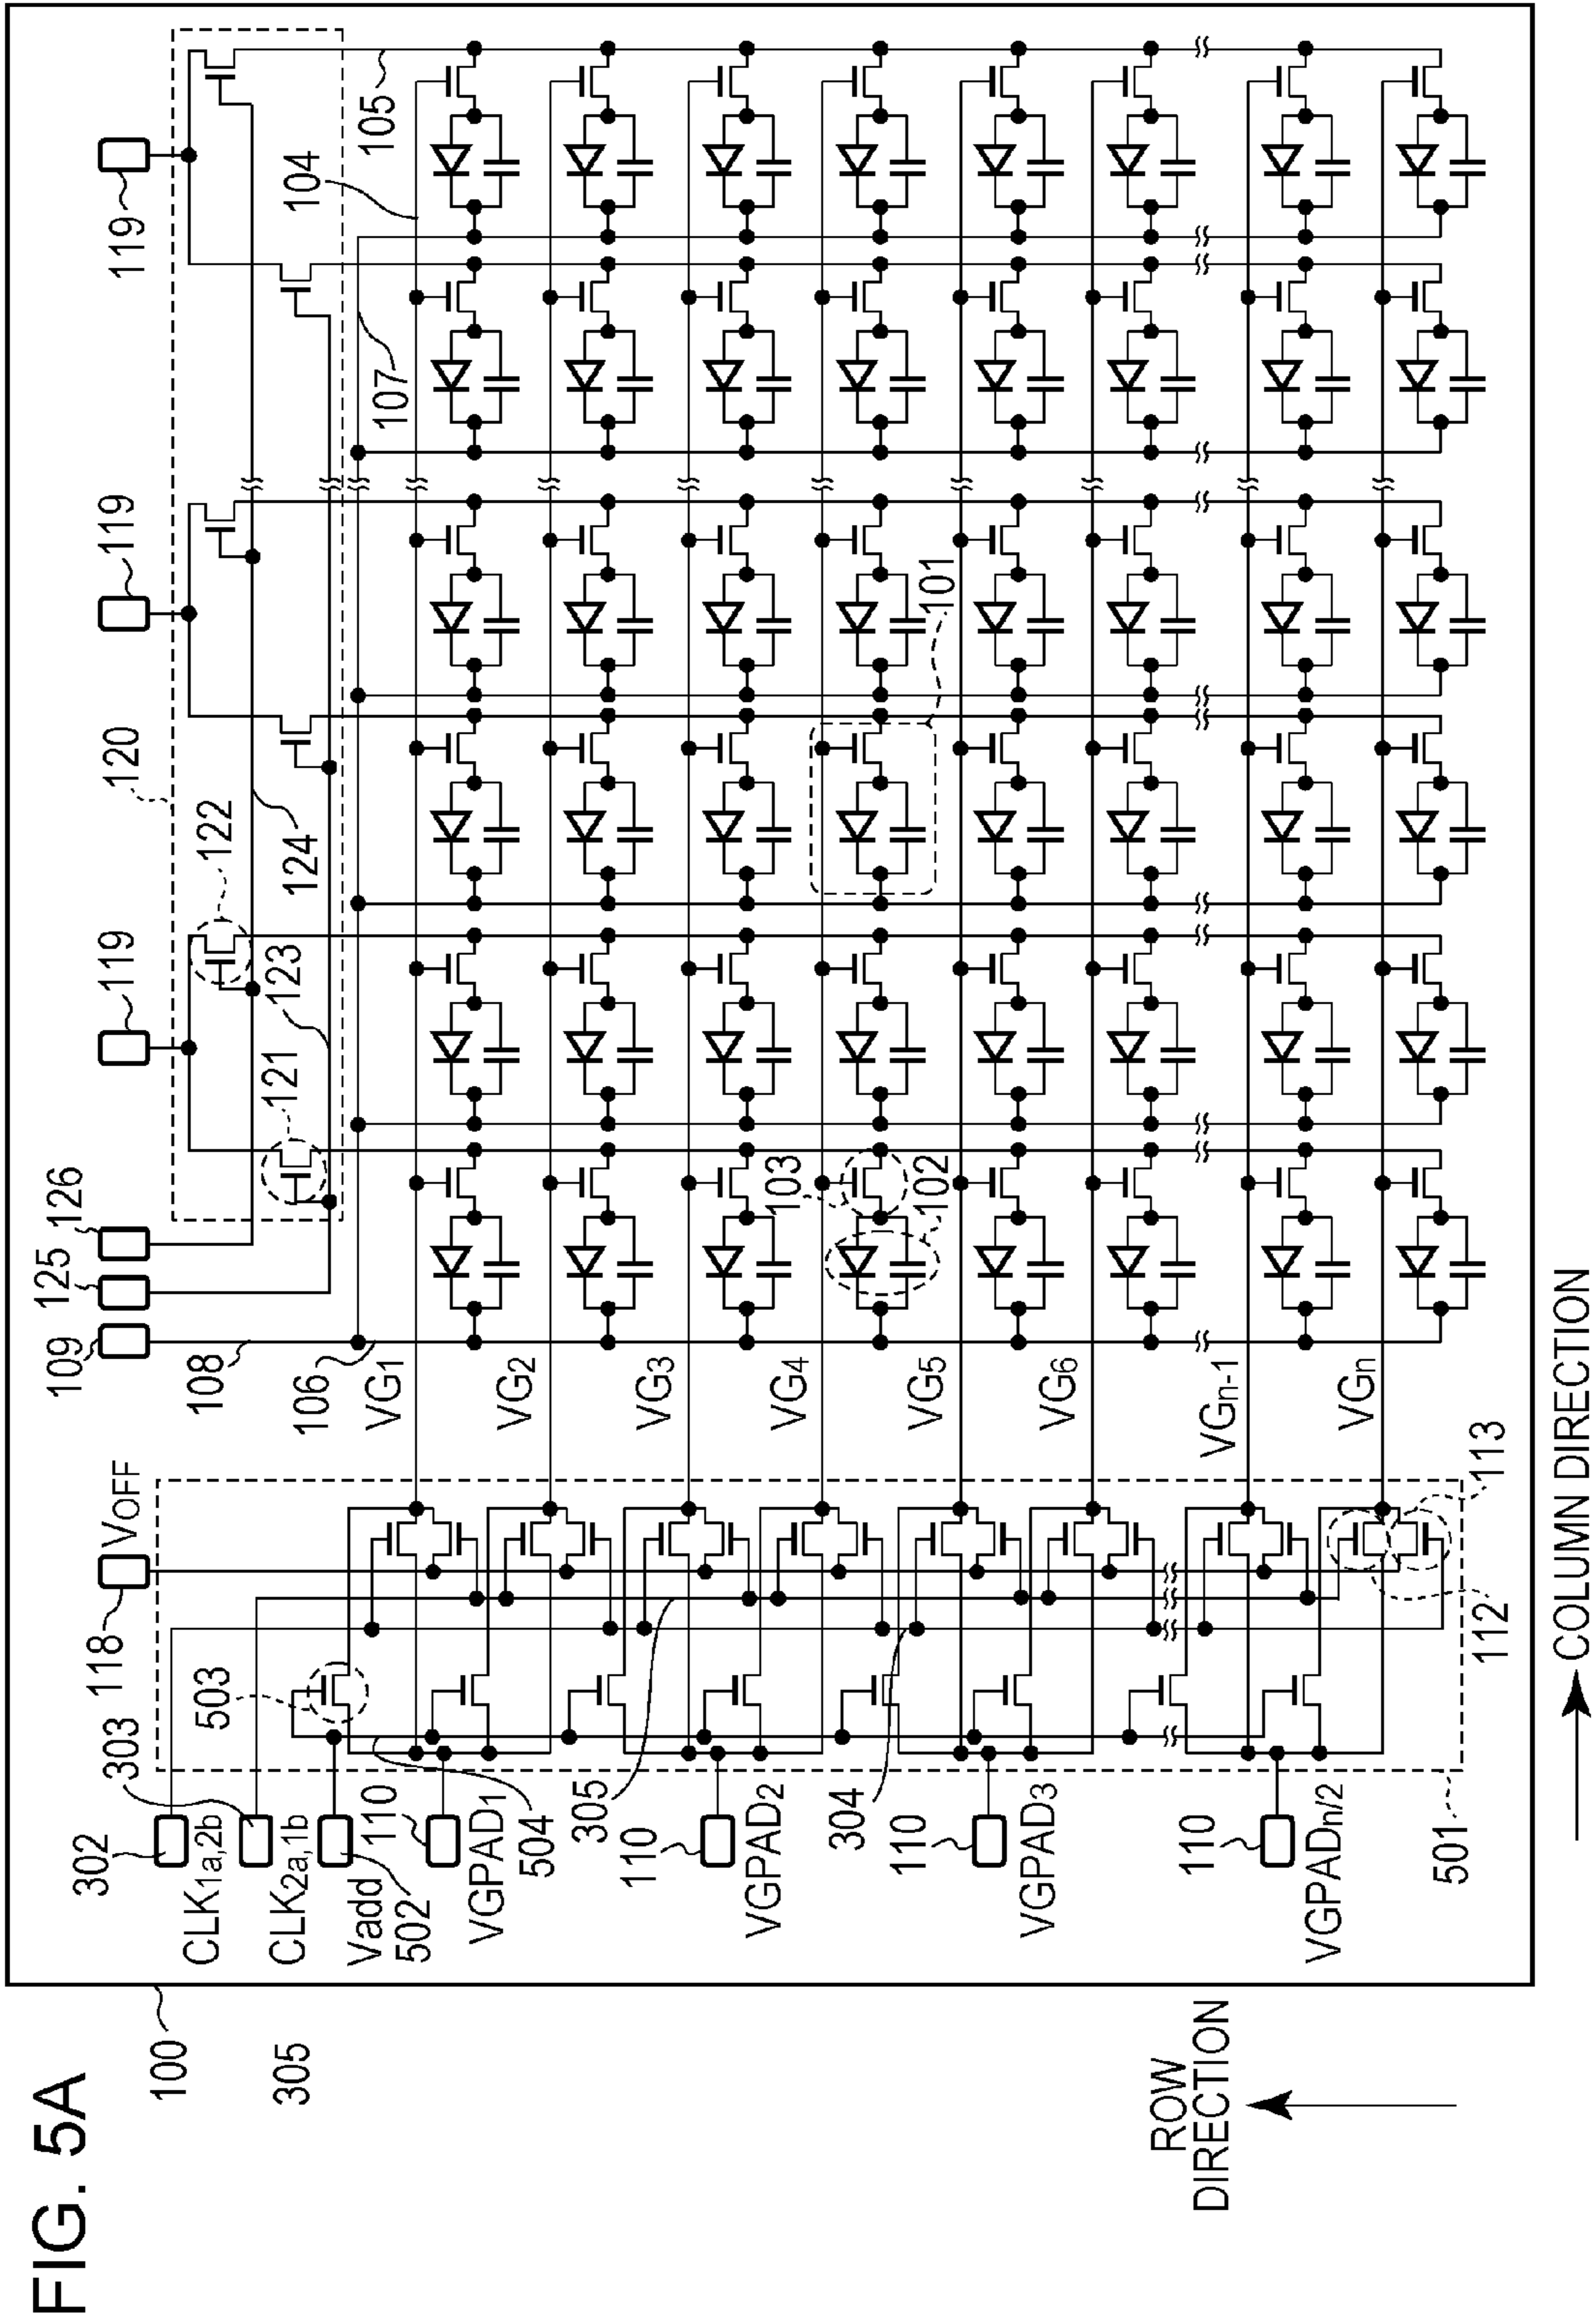 FIG. 5A
100
305
ROW
DIRECTION
COLUMN DIRECTION
119
119
119
120
122
124
123
121
126
125
109
108
106
105
104
107
101
103
102
VG1
VG2
VG3
VG4
VG5
VG6
VGn-1
VGn
VOFF
118
113
112
503
303
302
CLK1a,2b
CLK2a,1b
Vadd
502
110
VGPAD1
504
305
110
VGPAD2
304
110
VGPAD3
110
VGPADn/2
501